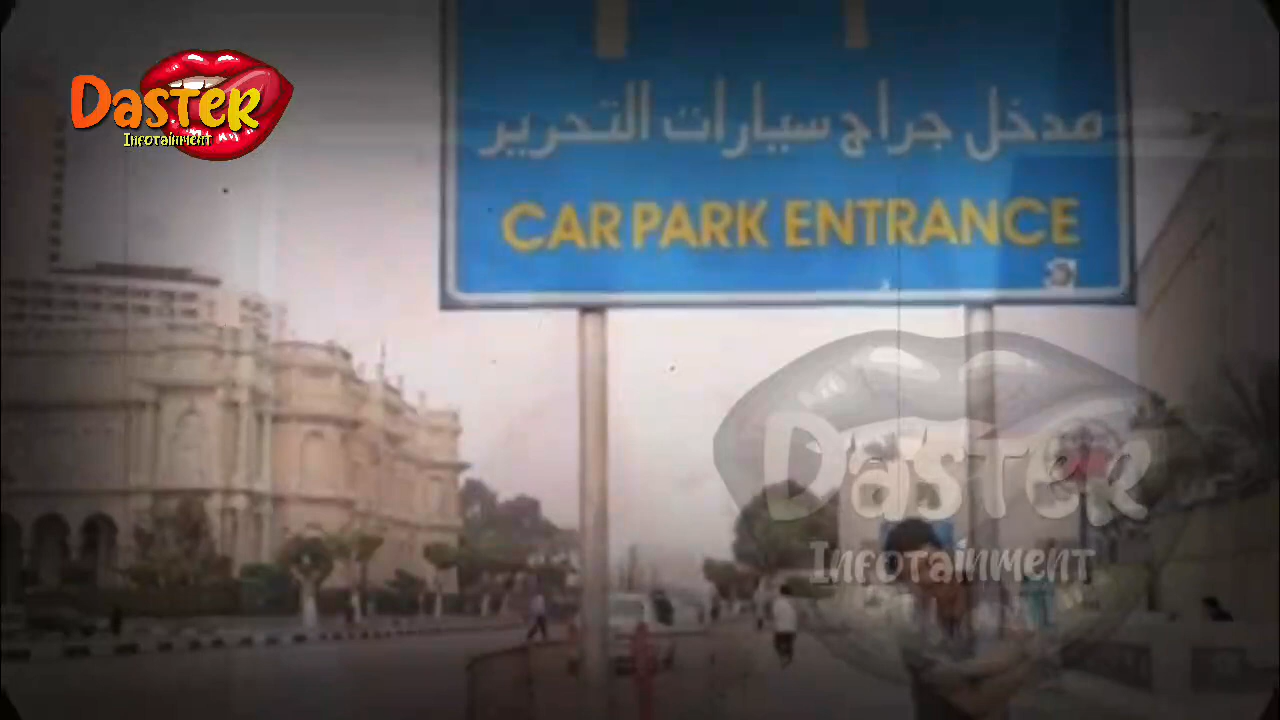 Daster
Infotainment
مدخل جراج سيارات التحرير
CAR PARK ENTRANCE
Daster
Infotainment